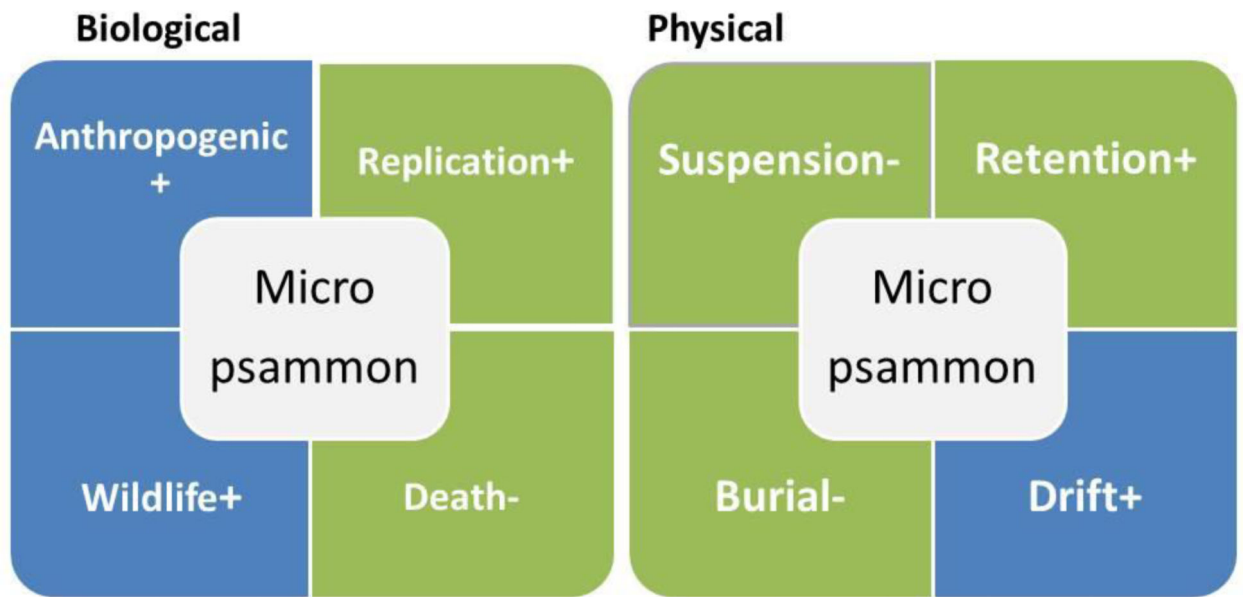 Biological
Anthropogenic
+
Replication+
Micro
psammon
Wildlife+
Death-
Physical
Suspension-
Retention+
Micro
psammon
Burial-
Drift+